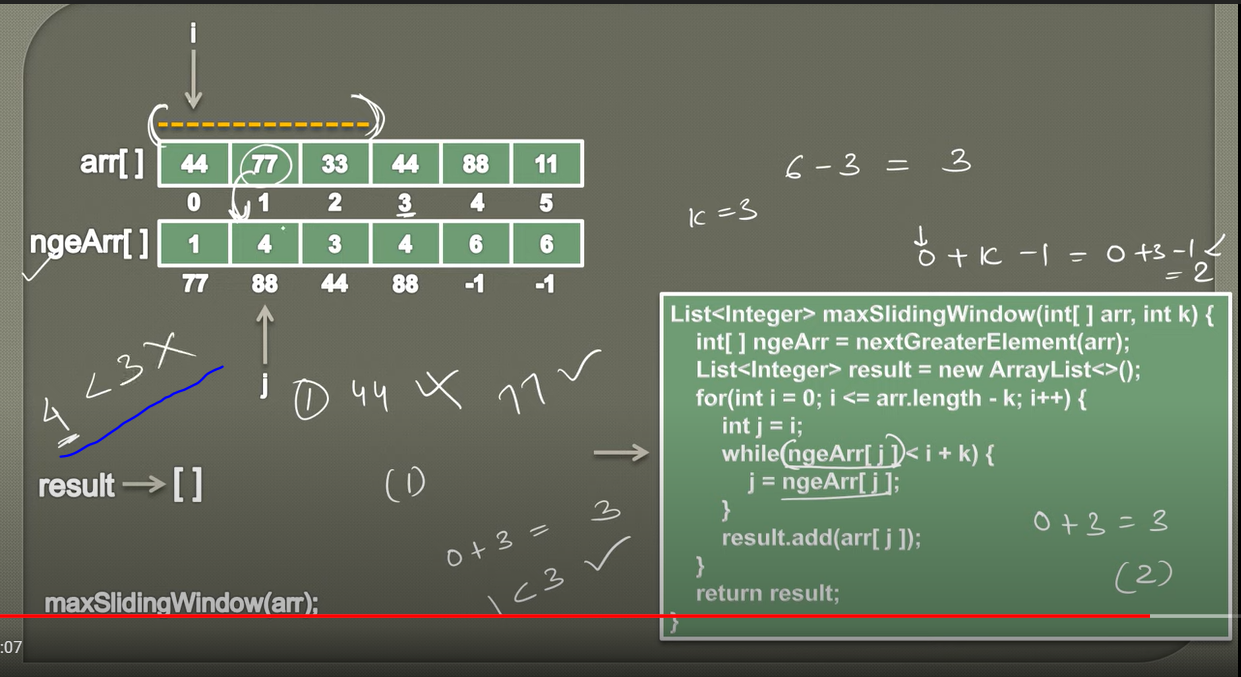 i
arr[ ] 44 77 33 44 88 11
0 1 2 3 4 5
ngeArr[ ] 1 4 3 4 6 6
77 88 44 88 -1 -1
j
6 - 3 = 3
k = 3
0 + k - 1 = 0 + 3 - 1
= 2
4 < 3 X
① 44 X 77 ✓
result → [ ]
(1)
0 + 3 = 3
1 < 3 ✓
maxSlidingWindow(arr);
List<Integer> maxSlidingWindow(int[ ] arr, int k) {
int[ ] ngeArr = nextGreaterElement(arr);
List<Integer> result = new ArrayList<>();
for(int i = 0; i <= arr.length - k; i++) {
int j = i;
while(ngeArr[ j ] < i + k) {
j = ngeArr[ j ];
}
result.add(arr[ j ]);
}
return result;
}
0 + 3 = 3
(2)
:07